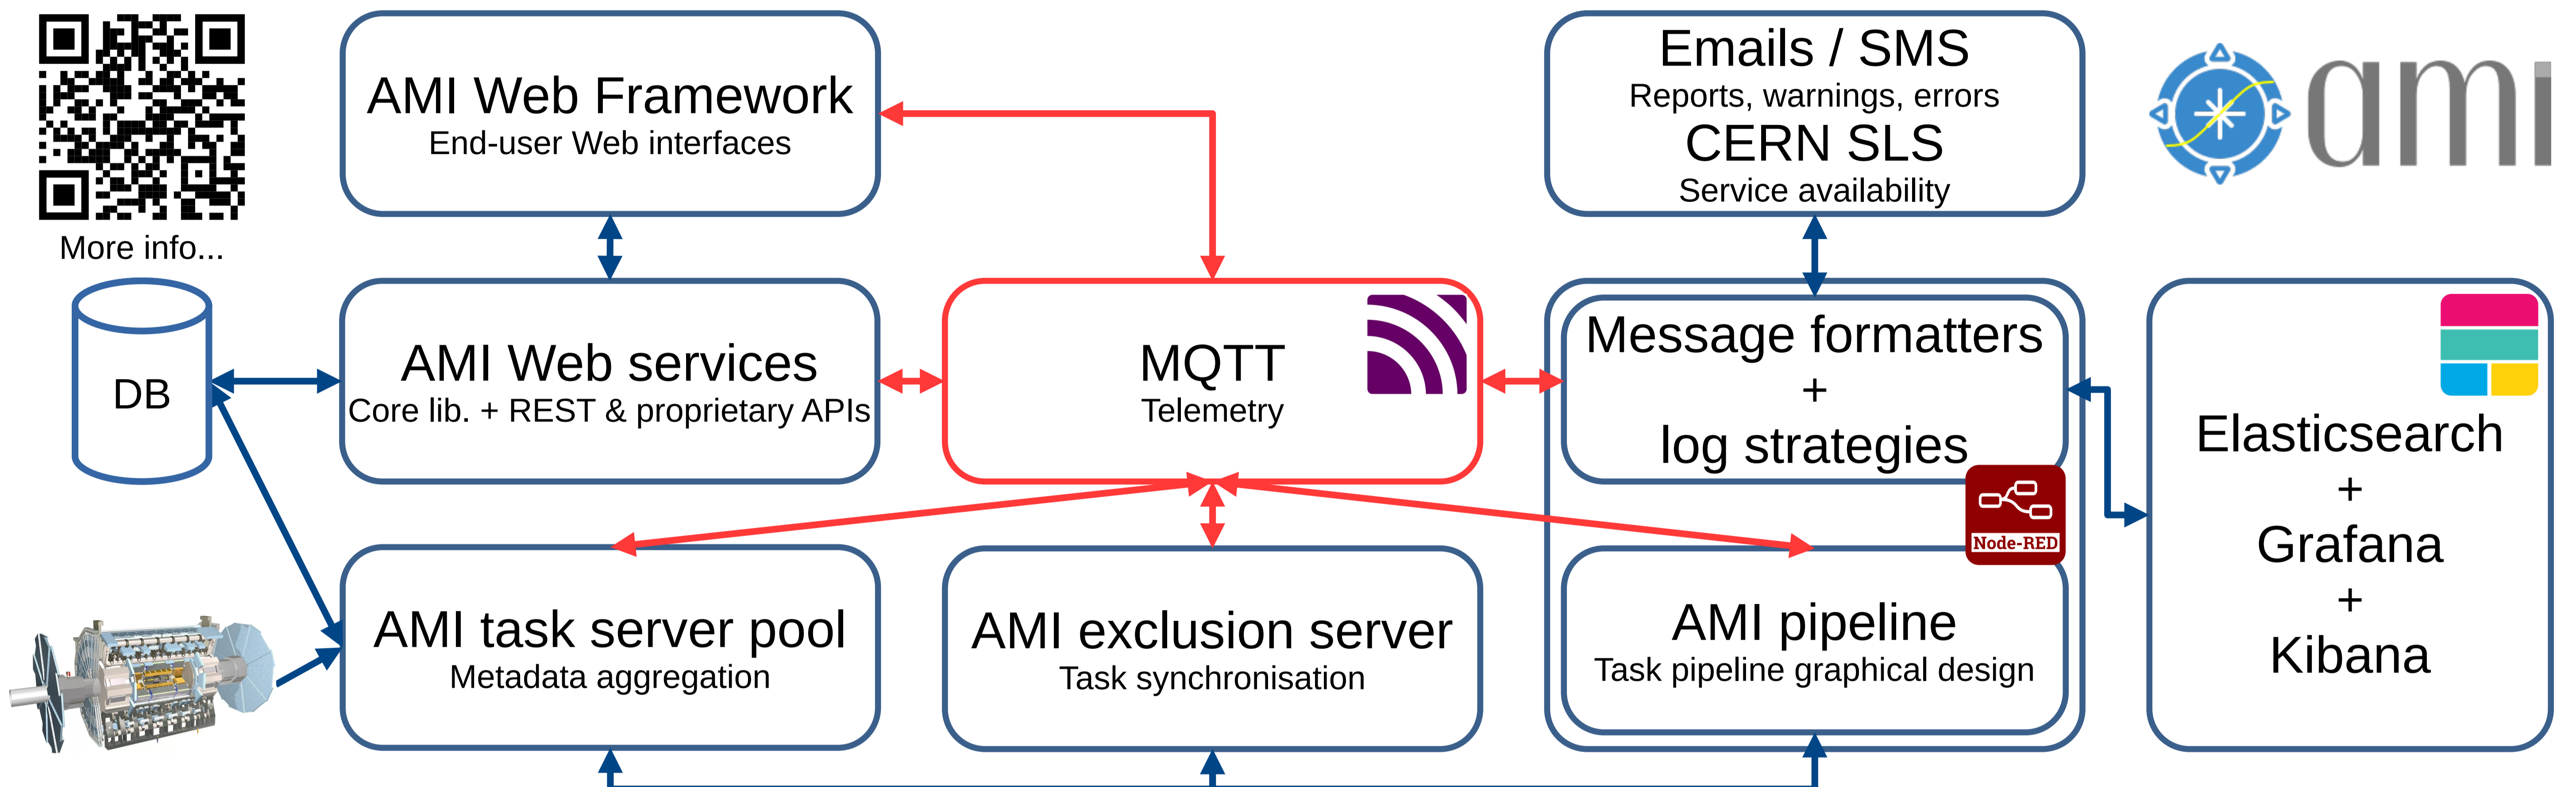 More info...
AMI Web Framework
End-user Web interfaces
Emails / SMS
Reports, warnings, errors
CERN SLS
Service availability
ami
DB
AMI Web services
Core lib. + REST & proprietary APIs
MQTT
Telemetry
Message formatters
+
log strategies
Node-RED
Elasticsearch
+
Grafana
+
Kibana
AMI task server pool
Metadata aggregation
AMI exclusion server
Task synchronisation
AMI pipeline
Task pipeline graphical design